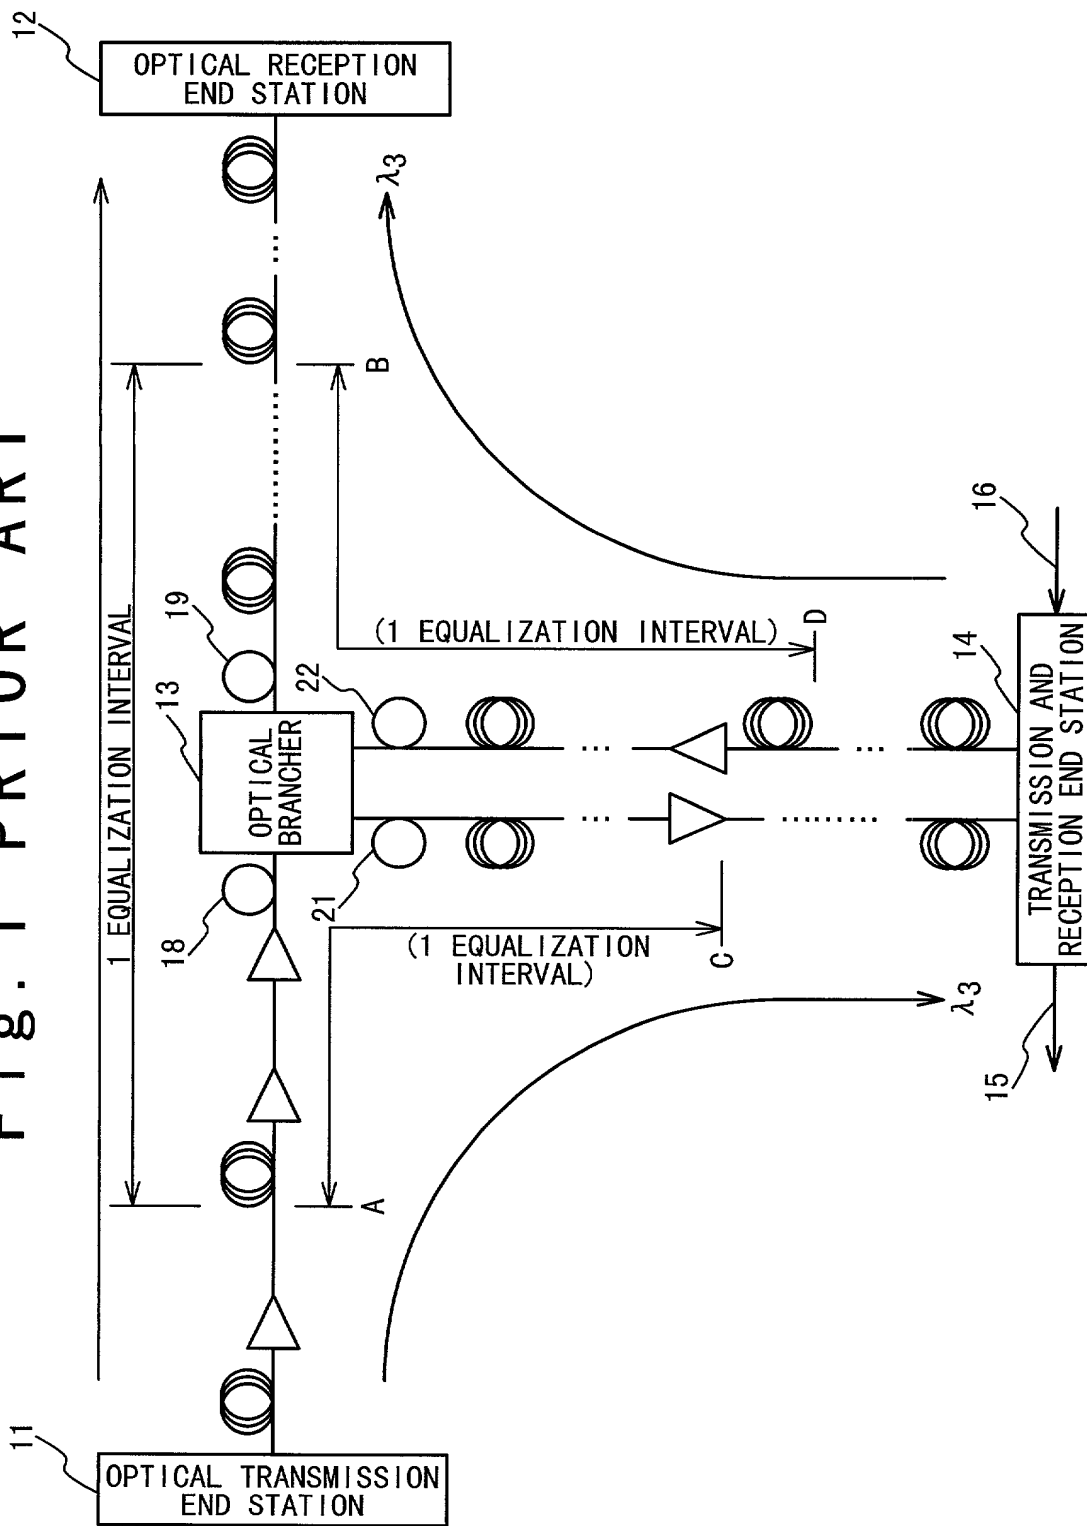 Fig. 1 PRIOR ART
12
OPTICAL RECEPTION
END STATION
λ3
B
1 EQUALIZATION INTERVAL
19
13
OPTICAL
BRANCHER
18
22
21
(1 EQUALIZATION INTERVAL)
D
(1 EQUALIZATION
INTERVAL)
C
A
16
14
TRANSMISSION AND
RECEPTION END STATION
15
λ3
11
OPTICAL TRANSMISSION
END STATION